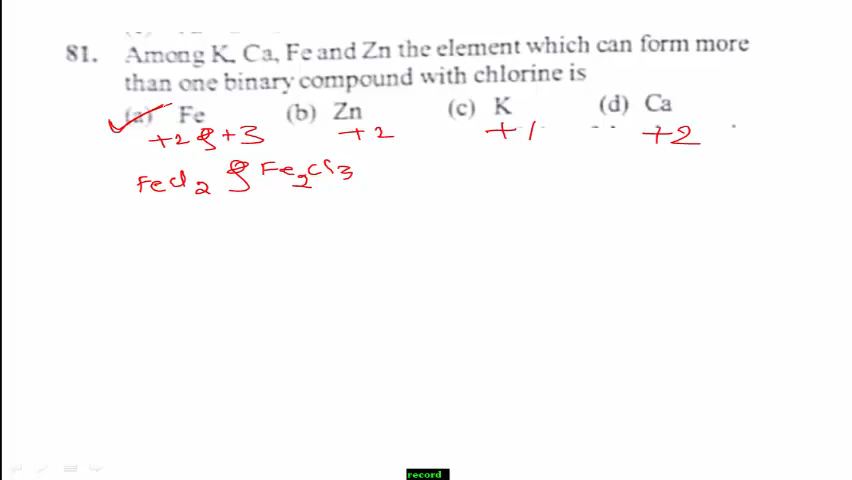 81. Among K, Ca, Fe and Zn the element which can form more
than one binary compound with chlorine is
(a) Fe (b) Zn (c) K (d) Ca
+2 & +3 +2 +1 +2
FeCl2 & Fe2Cl3
record